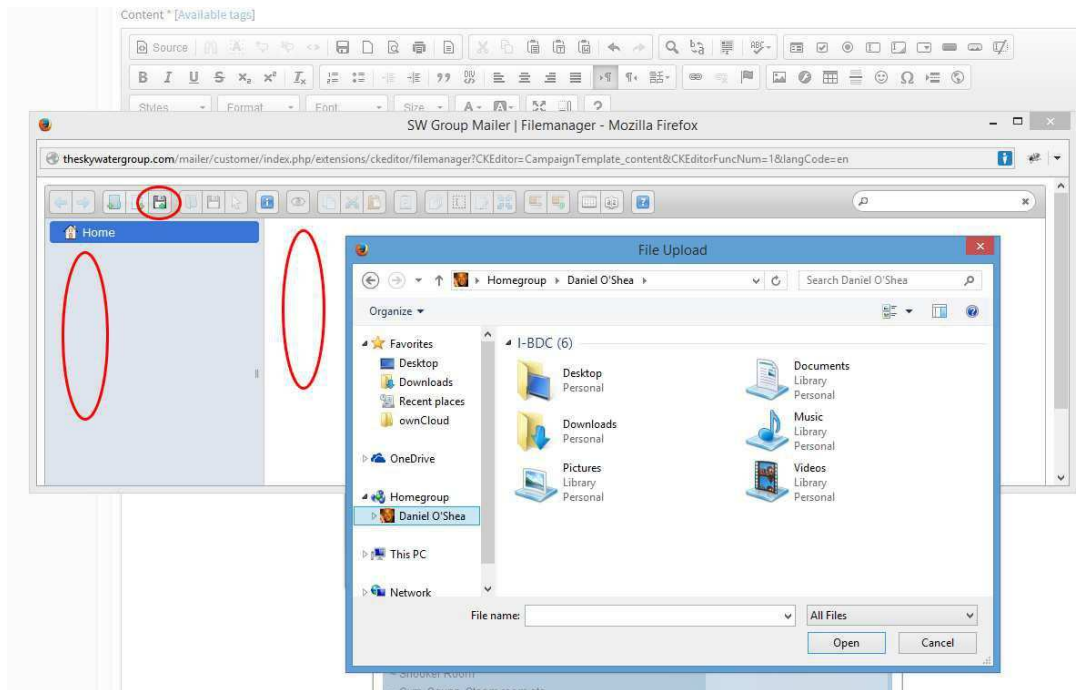 Content * [Available tags]
Source
Styles Format Font Size
SW Group Mailer | Filemanager - Mozilla Firefox
theskywatergroup.com/mailer/customer/index.php/extensions/ckeditor/filemanager?CKEditor=CampaignTemplate_content&CKEditorFuncNum=1&langCode=en
Home
File Upload
Homegroup Daniel O'Shea
Search Daniel O'Shea
Organize
Favorites
Desktop
Downloads
Recent places
ownCloud
OneDrive
Homegroup
Daniel O'Shea
This PC
Network
I-BDC (6)
Desktop
Personal
Documents
Library
Personal
Downloads
Personal
Music
Library
Personal
Pictures
Library
Personal
Videos
Library
Personal
File name:
All Files
Open Cancel
- Snooker Room